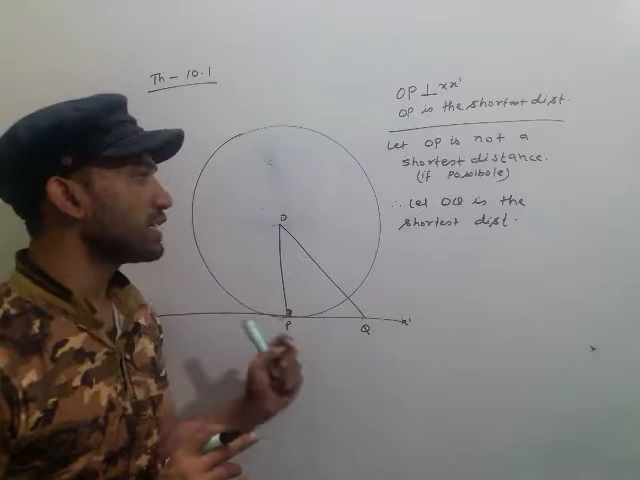 Th - 10.1
OP ⊥ xx'
OP is the shortest dist.
Let OP is not a
shortest distance.
(if Possibole)
∴ Let OQ is the
shortest dist.
O
P
Q
x'